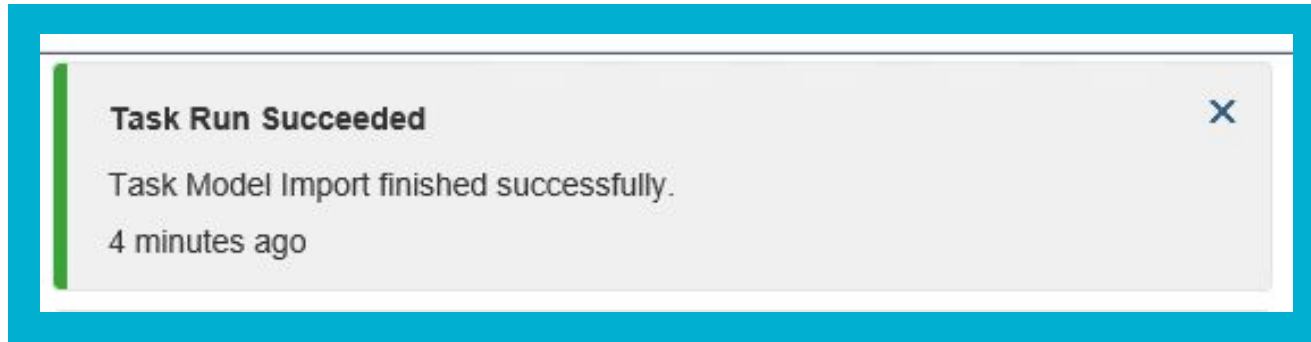 Task Run Succeeded
Task Model Import finished successfully.
4 minutes ago